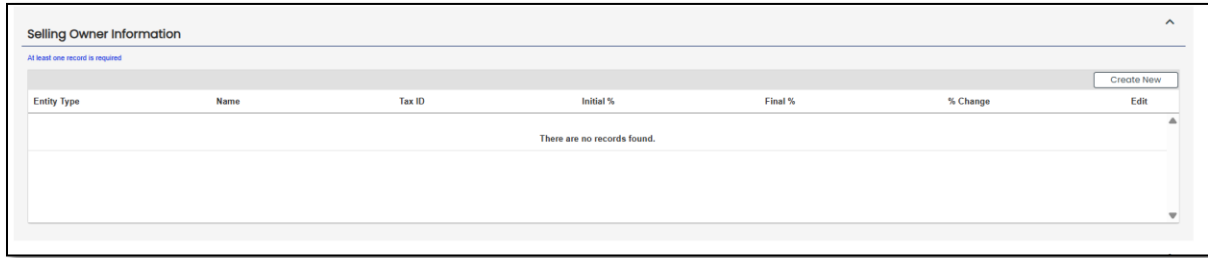 Selling Owner Information
At least one record is required
Create New
Entity Type Name Tax ID Initial % Final % % Change Edit
There are no records found.